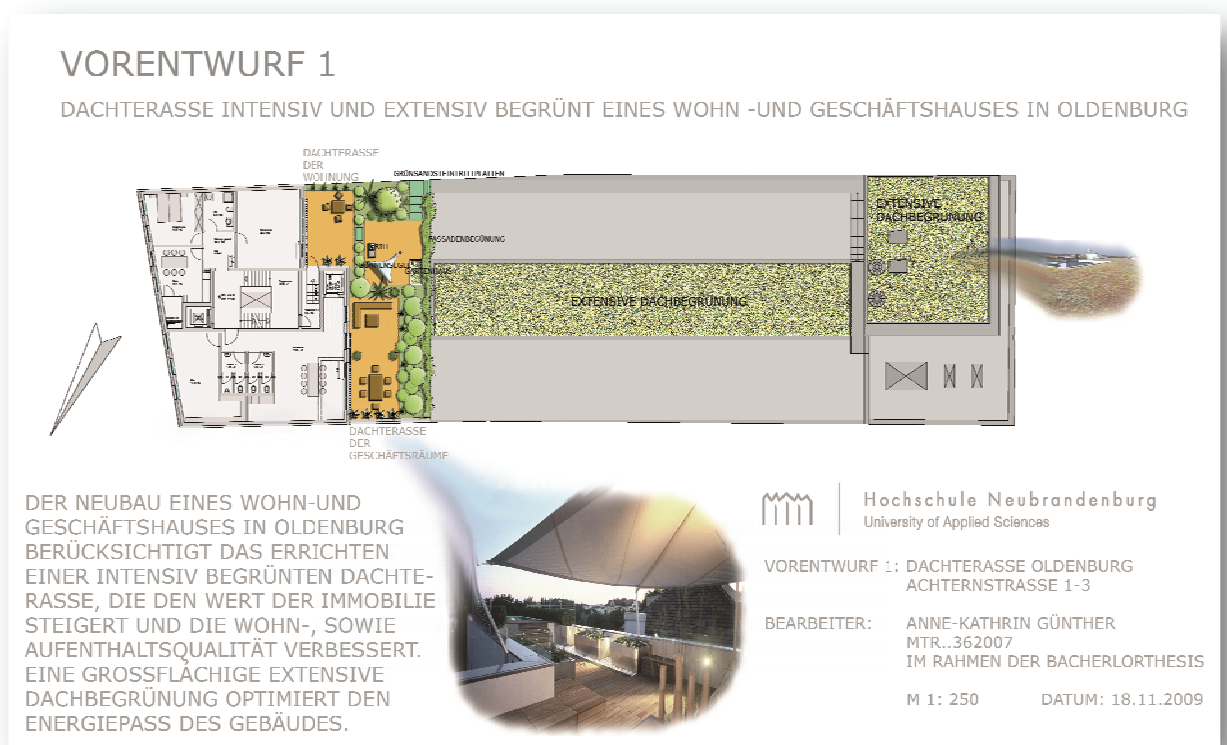 VORENTWURF 1
DACHTERASSE INTENSIV UND EXTENSIV BEGRÜNT EINES WOHN -UND GESCHÄFTSHAUSES IN OLDENBURG
DACHTERASSE
DER
WOHNUNG
GRÜNSANDSTEINTRITTPLATTEN
EXTENSIVE
DACHBEGRÜNUNG
FASSADENBEGÜNUNG
EXTENSIVE DACHBEGRÜNUNG
DACHTERASSE
DER
GESCHÄFTSRÄUME
DER NEUBAU EINES WOHN-UND
GESCHÄFTSHAUSES IN OLDENBURG
BERÜCKSICHTIGT DAS ERRICHTEN
EINER INTENSIV BEGRÜNTEN DACHTE-
RASSE, DIE DEN WERT DER IMMOBILIE
STEIGERT UND DIE WOHN-, SOWIE
AUFENTHALTSQUALITÄT VERBESSERT.
EINE GROSSFLÄCHIGE EXTENSIVE
DACHBEGRÜNUNG OPTIMIERT DEN
ENERGIEPASS DES GEBÄUDES.
Hochschule Neubrandenburg
University of Applied Sciences
VORENTWURF 1: DACHTERASSE OLDENBURG
ACHTERNSTRASSE 1-3
BEARBEITER: ANNE-KATHRIN GÜNTHER
MTR..362007
IM RAHMEN DER BACHERLORTHESIS
M 1: 250 DATUM: 18.11.2009